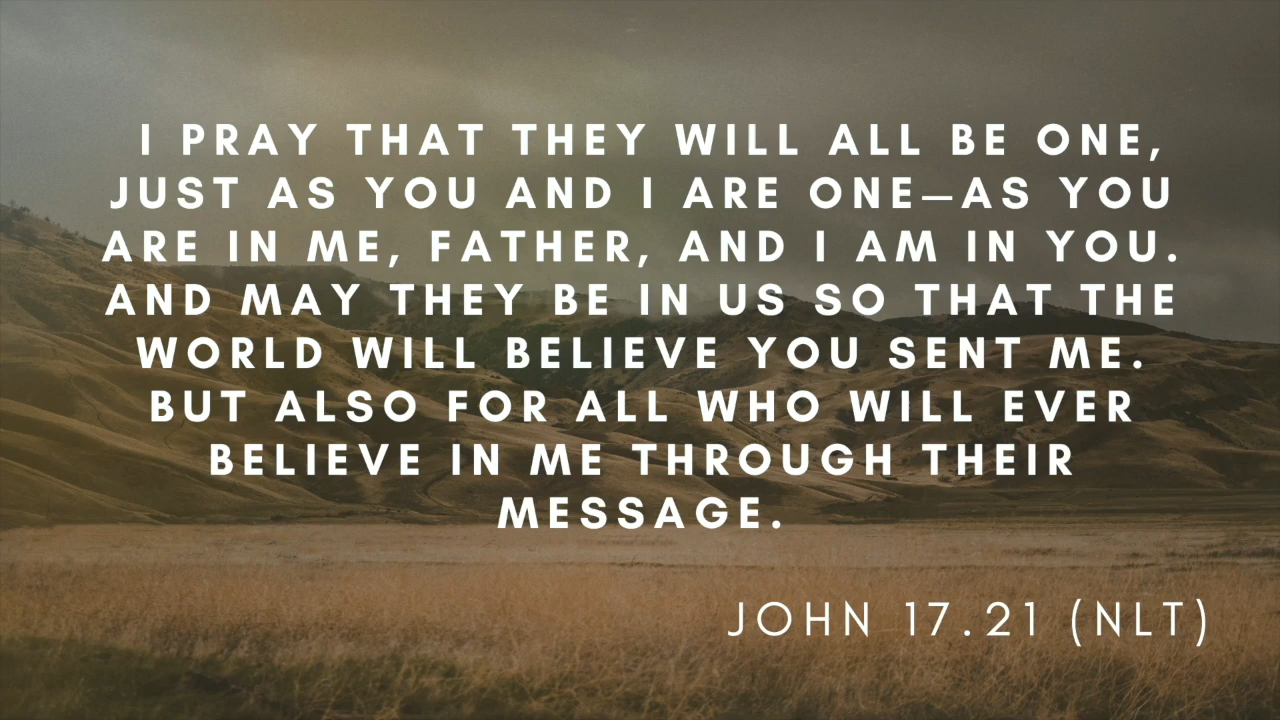 I PRAY THAT THEY WILL ALL BE ONE,
JUST AS YOU AND I ARE ONE—AS YOU
ARE IN ME, FATHER, AND I AM IN YOU.
AND MAY THEY BE IN US SO THAT THE
WORLD WILL BELIEVE YOU SENT ME.
BUT ALSO FOR ALL WHO WILL EVER
BELIEVE IN ME THROUGH THEIR
MESSAGE.
JOHN 17.21 (NLT)